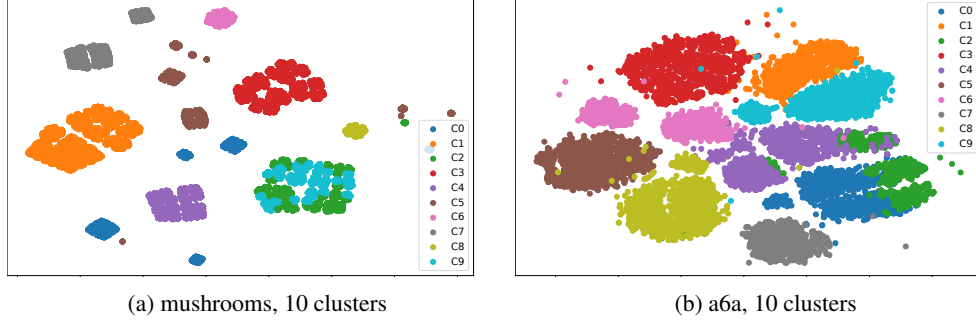 C0
C1
C2
C3
C4
C5
C6
C7
C8
C9
(a) mushrooms, 10 clusters
C0
C1
C2
C3
C4
C5
C6
C7
C8
C9
(b) a6a, 10 clusters